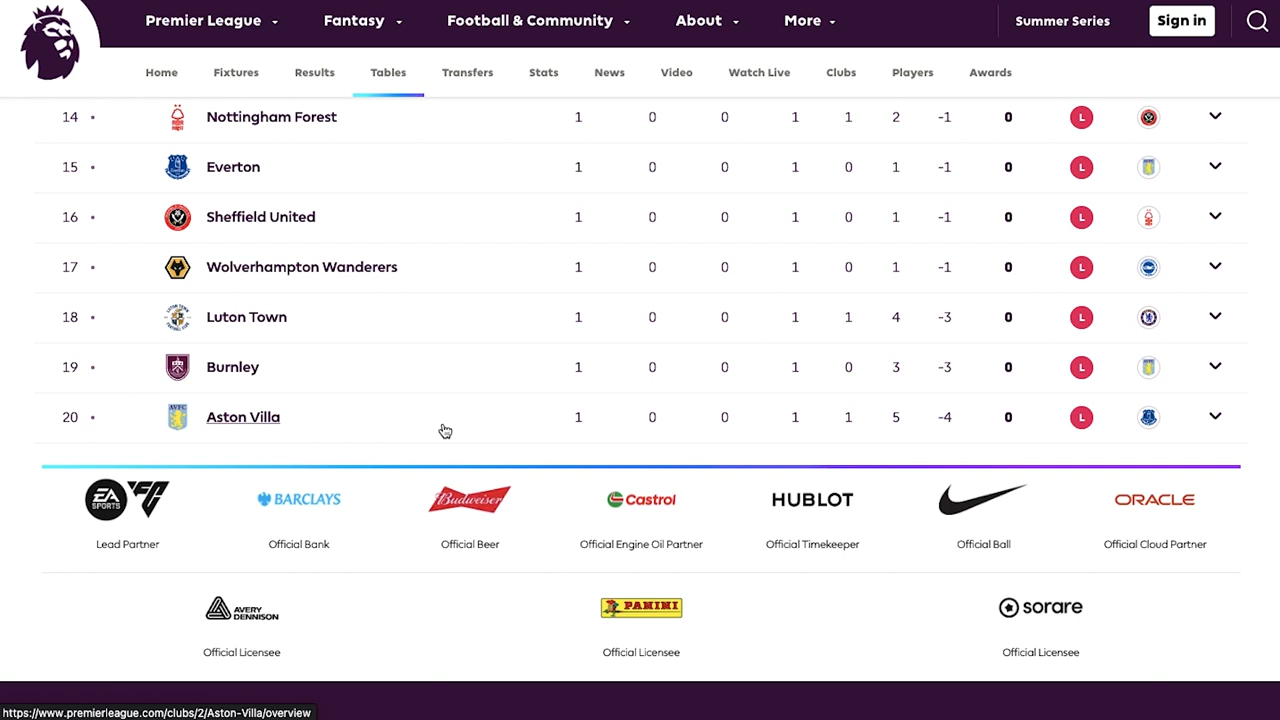 Premier League Fantasy Football & Community About More Summer Series Sign in
Home Fixtures Results Tables Transfers Stats News Video Watch Live Clubs Players Awards
14 Nottingham Forest 1 0 0 1 1 2 -1 0 L
15 Everton 1 0 0 1 0 1 -1 0 L
16 Sheffield United 1 0 0 1 0 1 -1 0 L
17 Wolverhampton Wanderers 1 0 0 1 0 1 -1 0 L
18 Luton Town 1 0 0 1 1 4 -3 0 L
19 Burnley 1 0 0 1 0 3 -3 0 L
AVFC
20 Aston Villa 1 0 0 1 1 5 -4 0 L
EA SPORTS FC BARCLAYS Budweiser Castrol HUBLOT ORACLE
Lead Partner Official Bank Official Beer Official Engine Oil Partner Official Timekeeper Official Ball Official Cloud Partner
AVERY DENNISON PANINI sorare
Official Licensee Official Licensee Official Licensee
https://www.premierleague.com/clubs/2/Aston-Villa/overview